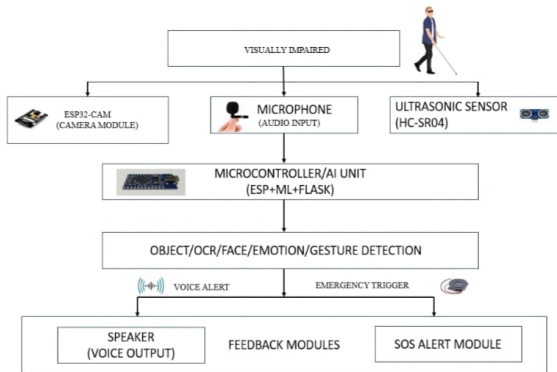 VISUALLY IMPAIRED
ESP32-CAM
(CAMERA MODULE)
MICROPHONE
(AUDIO INPUT)
ULTRASONIC SENSOR
(HC-SR04)
MICROCONTROLLER/AI UNIT
(ESP+ML+FLASK)
OBJECT/OCR/FACE/EMOTION/GESTURE DETECTION
VOICE ALERT
EMERGENCY TRIGGER
SPEAKER
(VOICE OUTPUT)
FEEDBACK MODULES
SOS ALERT MODULE